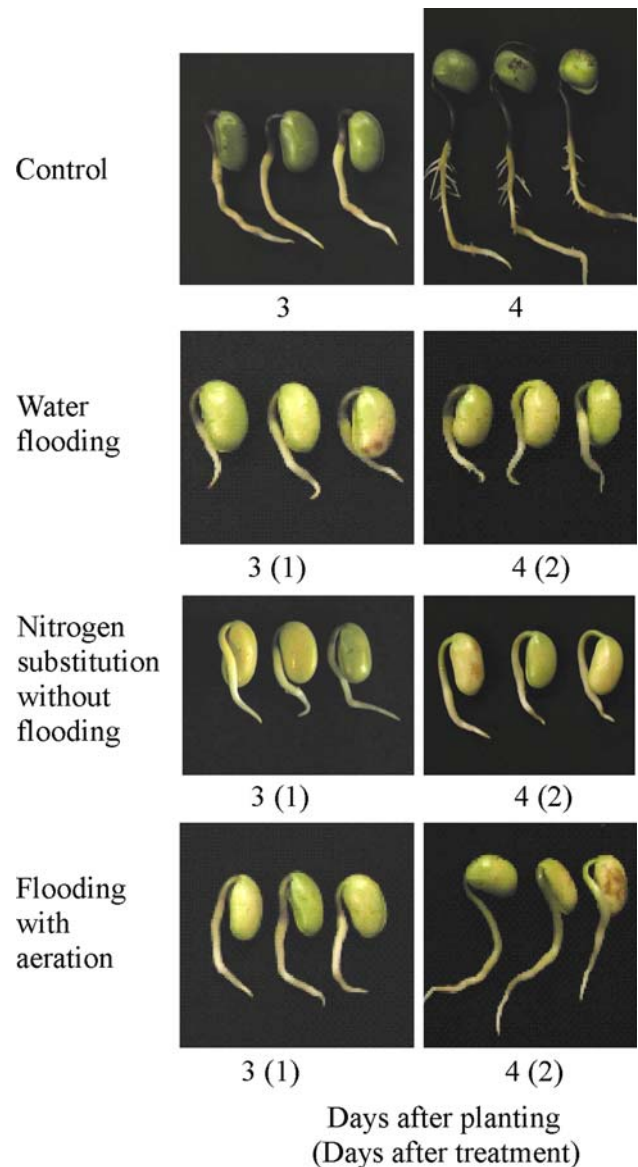 Control
3
4
Water
flooding
3 (1)
4 (2)
Nitrogen
substitution
without
flooding
3 (1)
4 (2)
Flooding
with
aeration
3 (1)
4 (2)
Days after planting
(Days after treatment)